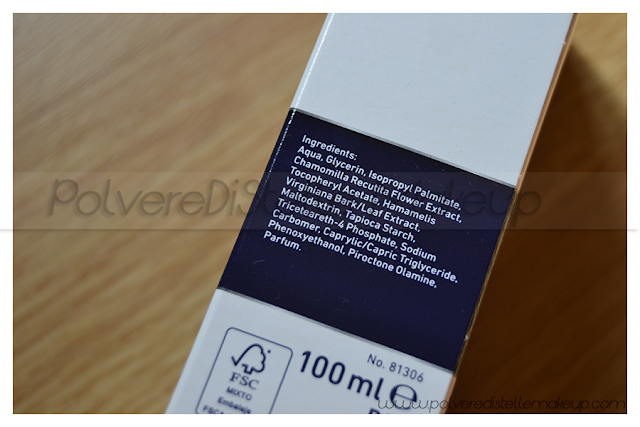 Ingredients:
Aqua, Glycerin, Isopropyl Palmitate,
Chamomilla Recutita Flower Extract,
Tocopheryl Acetate, Hamamelis
Virginiana Bark/Leaf Extract,
Maltodextrin, Tapioca Starch,
Triceteareth-4 Phosphate, Sodium
Carbomer, Caprylic/Capric Triglyceride,
Phenoxyethanol, Piroctone Olamine,
Parfum.
PolvereDiStelleMakeup
No. 81306
100 ml e
FSC
MIXTO
Embalaje
www.polveredistellemakeup.com